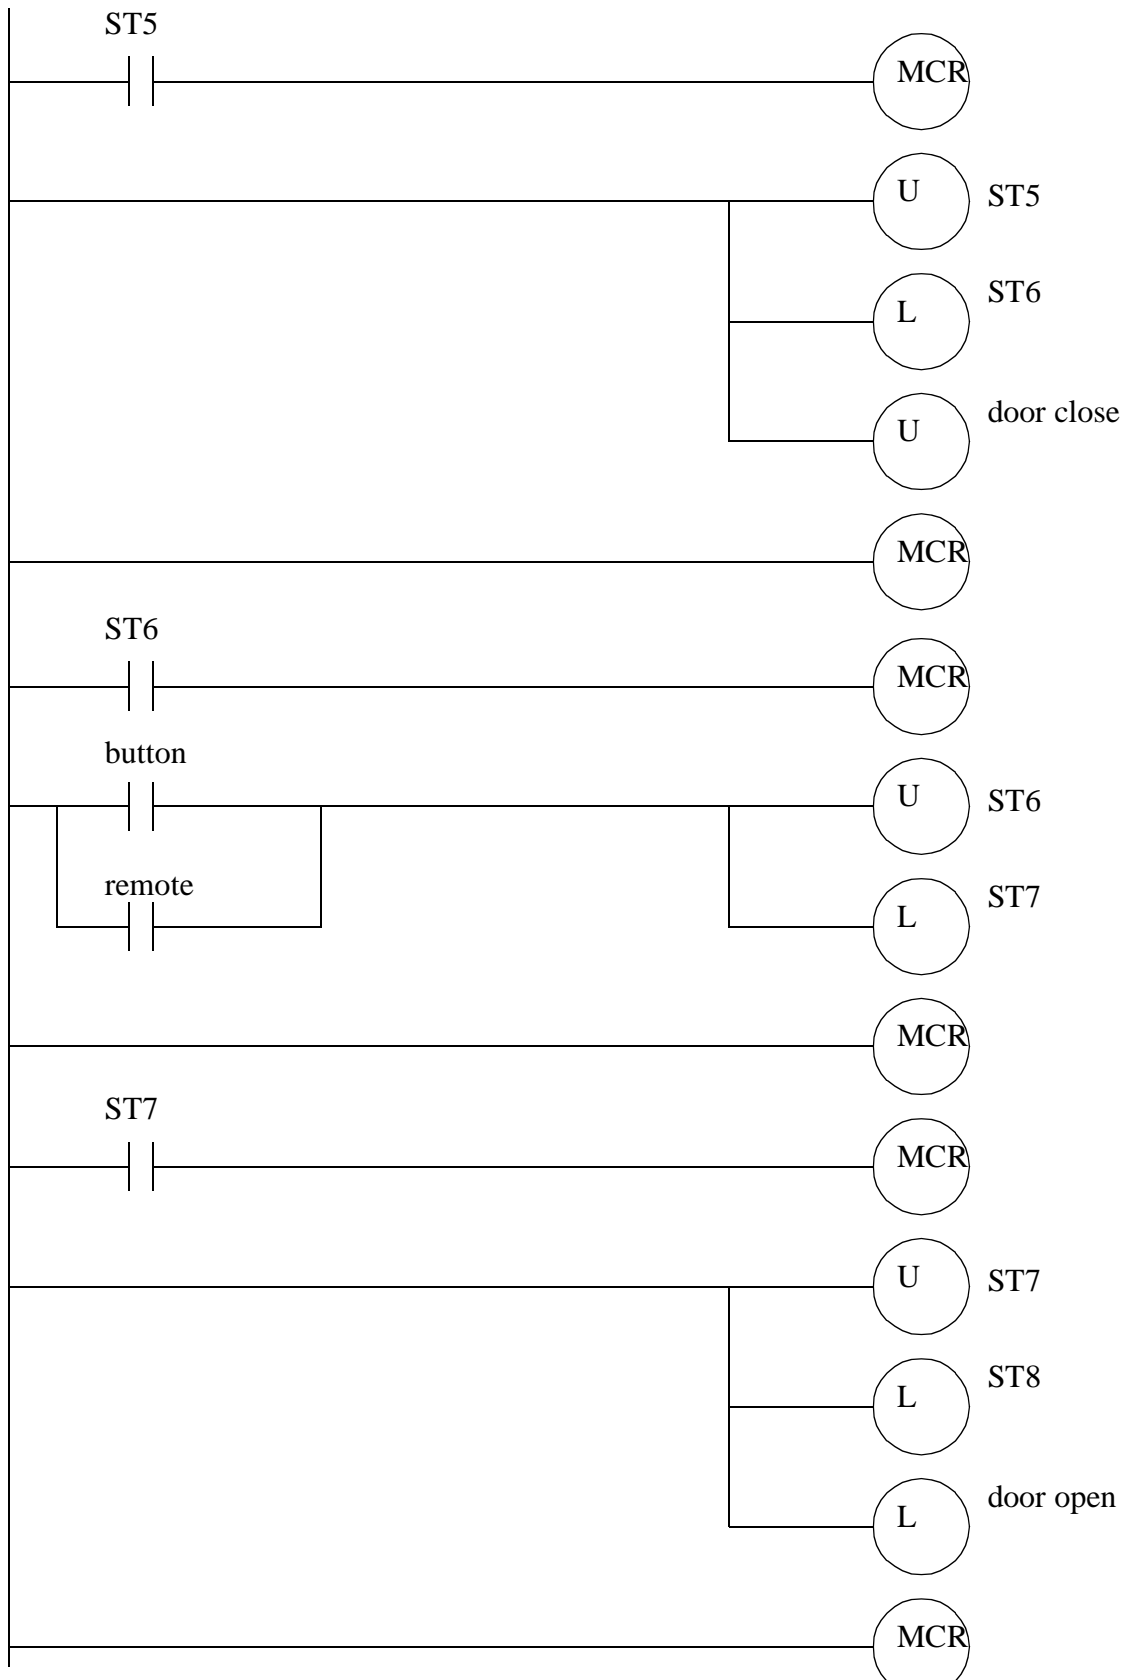 ST5
MCR
U ST5
L ST6
U door close
MCR
ST6
MCR
button
U ST6
remote
L ST7
MCR
ST7
MCR
U ST7
L ST8
L door open
MCR